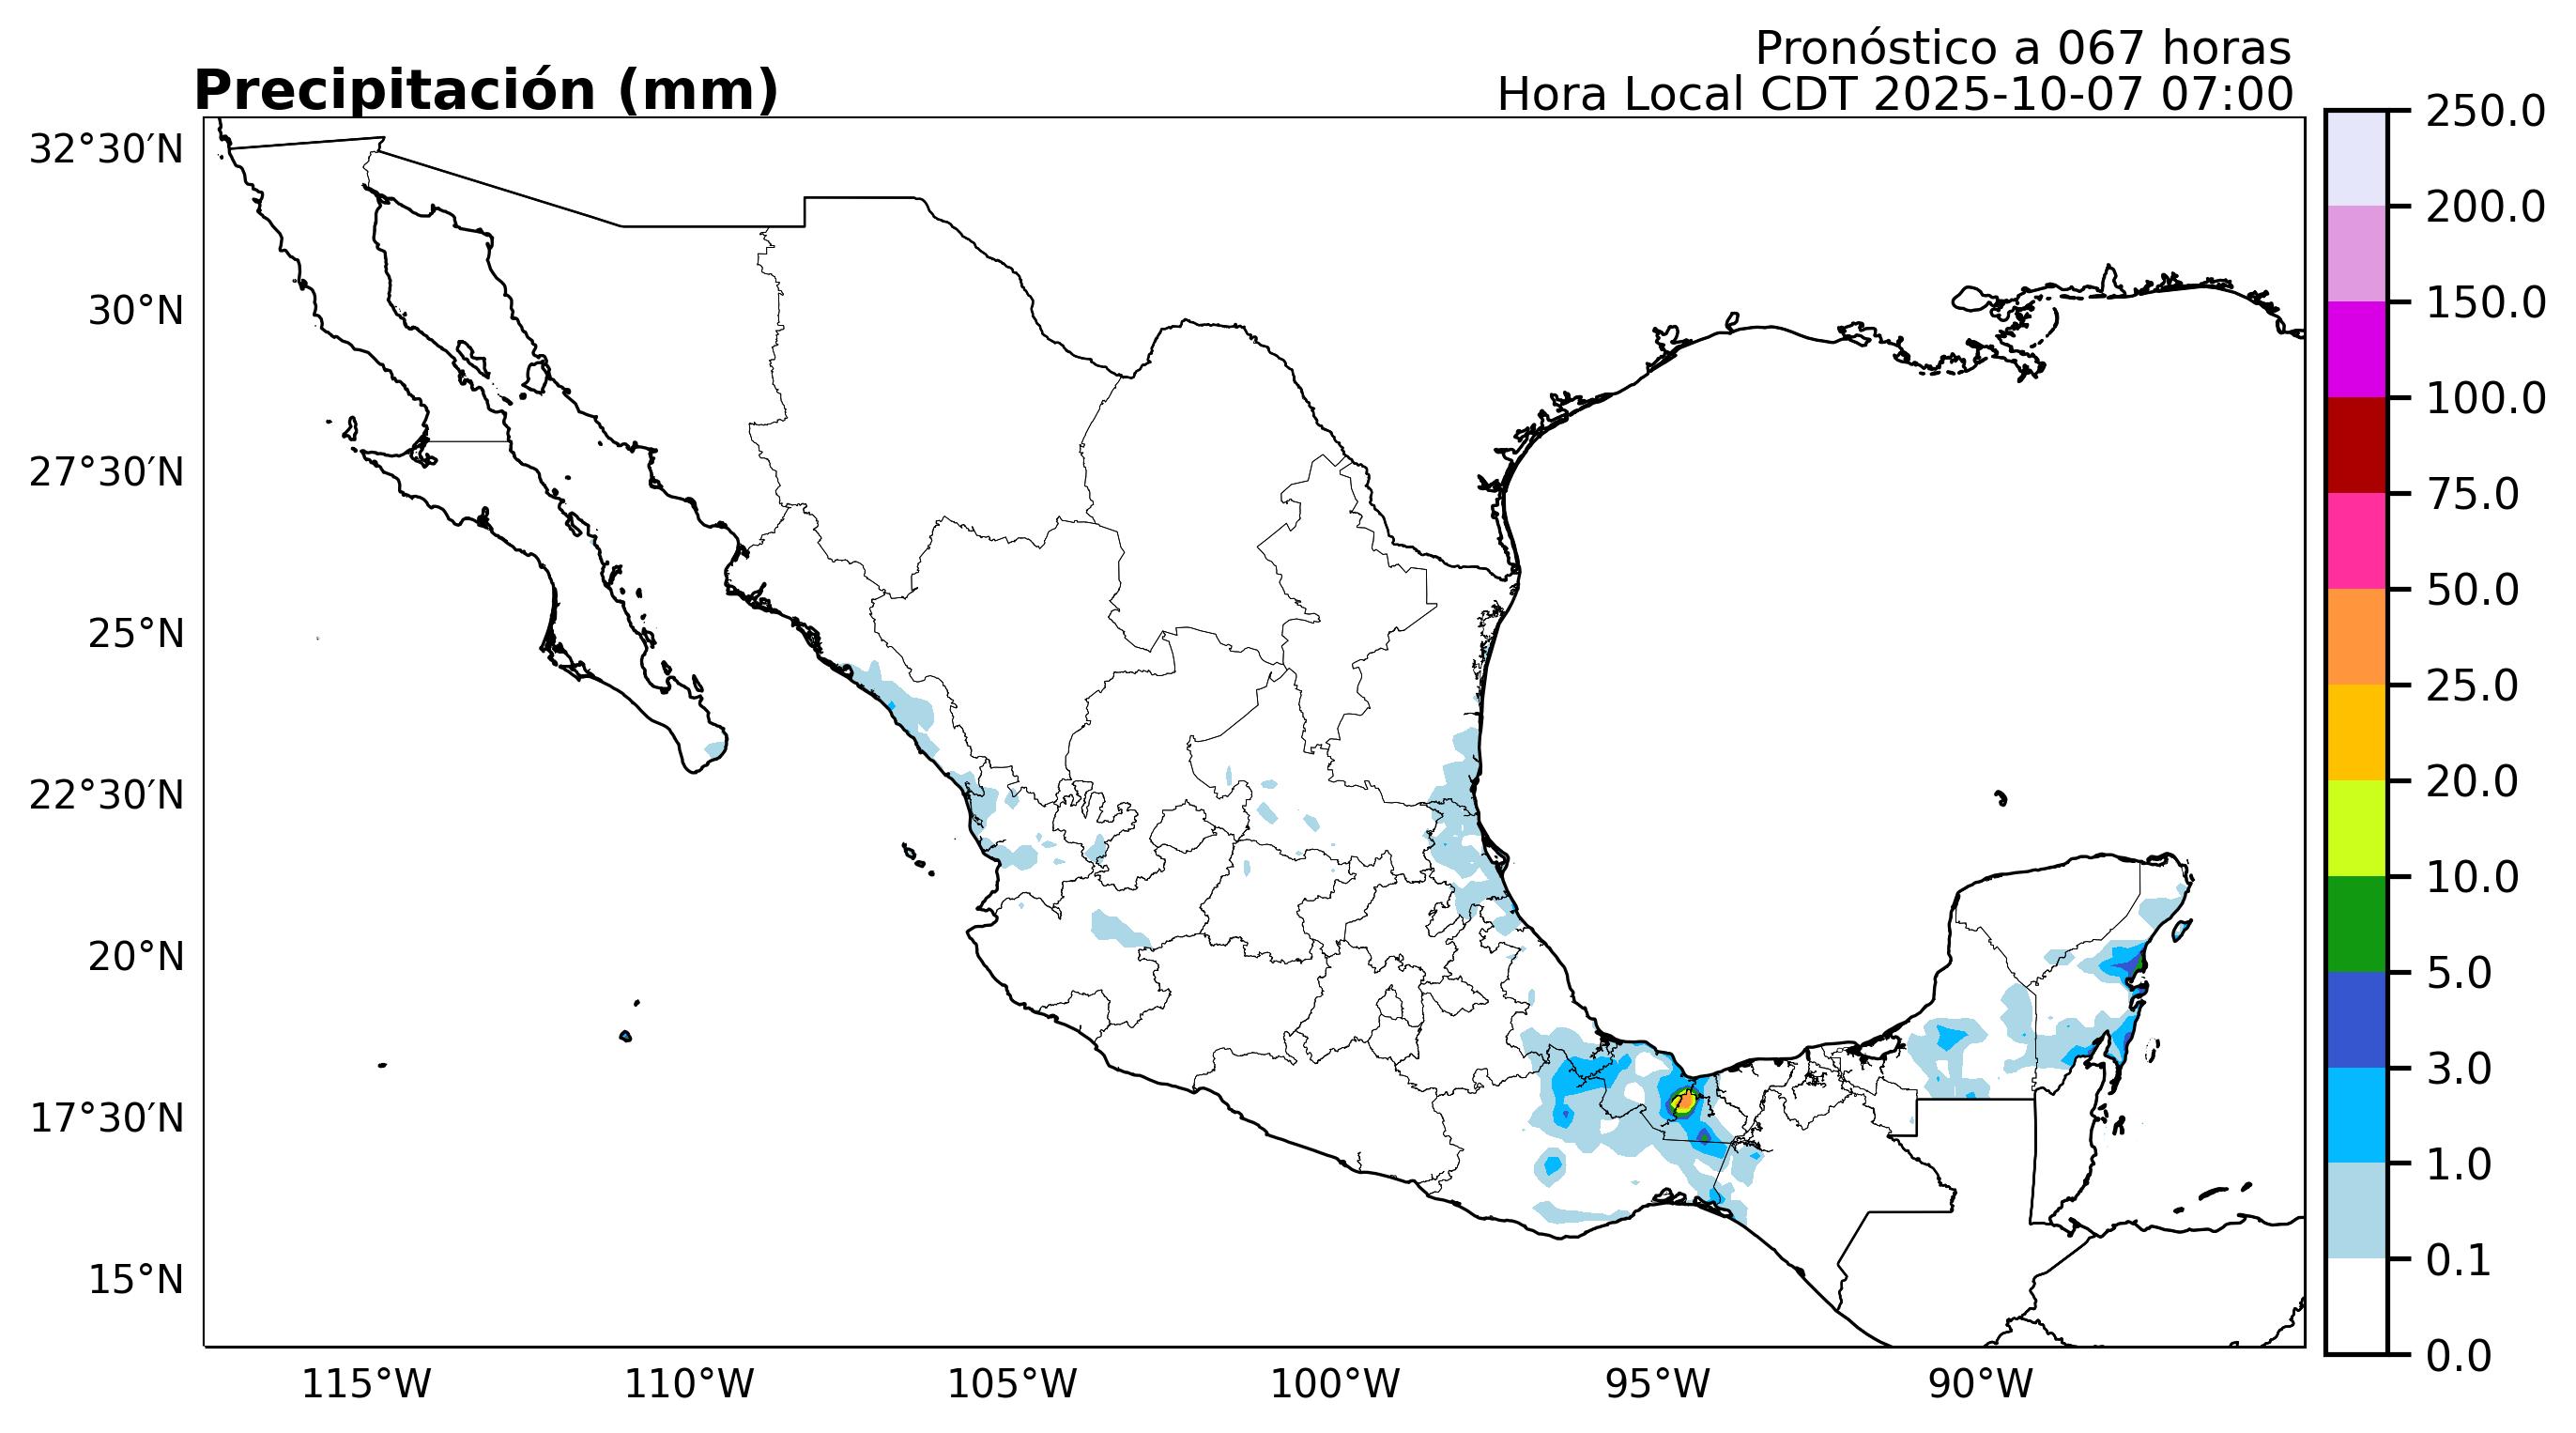 Pronóstico a 067 horas
Precipitación (mm)
Hora Local CDT 2025-10-07 07:00
32°30′N
30°N
27°30′N
25°N
22°30′N
20°N
17°30′N
15°N
115°W
110°W
105°W
100°W
95°W
90°W
250.0
200.0
150.0
100.0
75.0
50.0
25.0
20.0
10.0
5.0
3.0
1.0
0.1
0.0